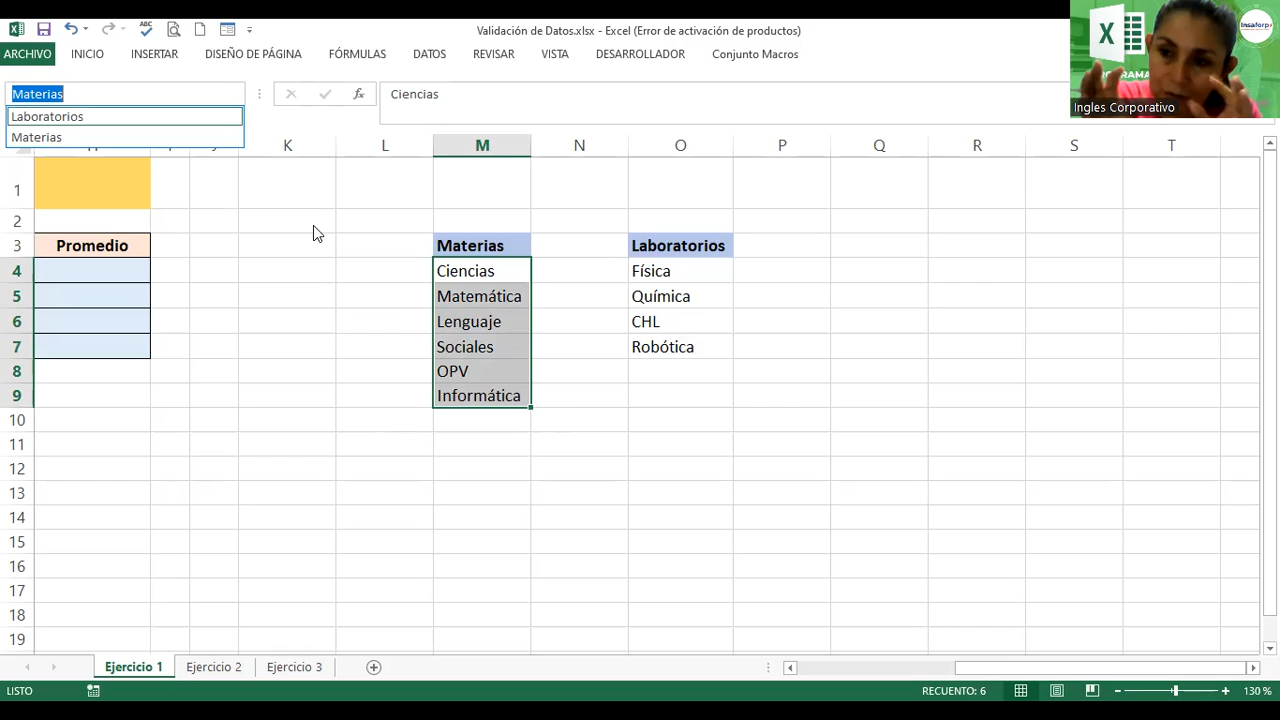 Validación de Datos.xlsx - Excel (Error de activación de productos)
ARCHIVO INICIO INSERTAR DISEÑO DE PÁGINA FÓRMULAS DATOS REVISAR VISTA DESARROLLADOR Conjunto Macros
Insaforp
PROGRAMA
Ingles Corporativo
Materias
Ciencias
Laboratorios
Materias
K L M N O P Q R S T
1
2
3 Promedio Materias Laboratorios
4 Ciencias Física
5 Matemática Química
6 Lenguaje CHL
7 Sociales Robótica
8 OPV
9 Informática
10
11
12
13
14
15
16
17
18
19
Ejercicio 1 Ejercicio 2 Ejercicio 3
LISTO RECUENTO: 6 130 %